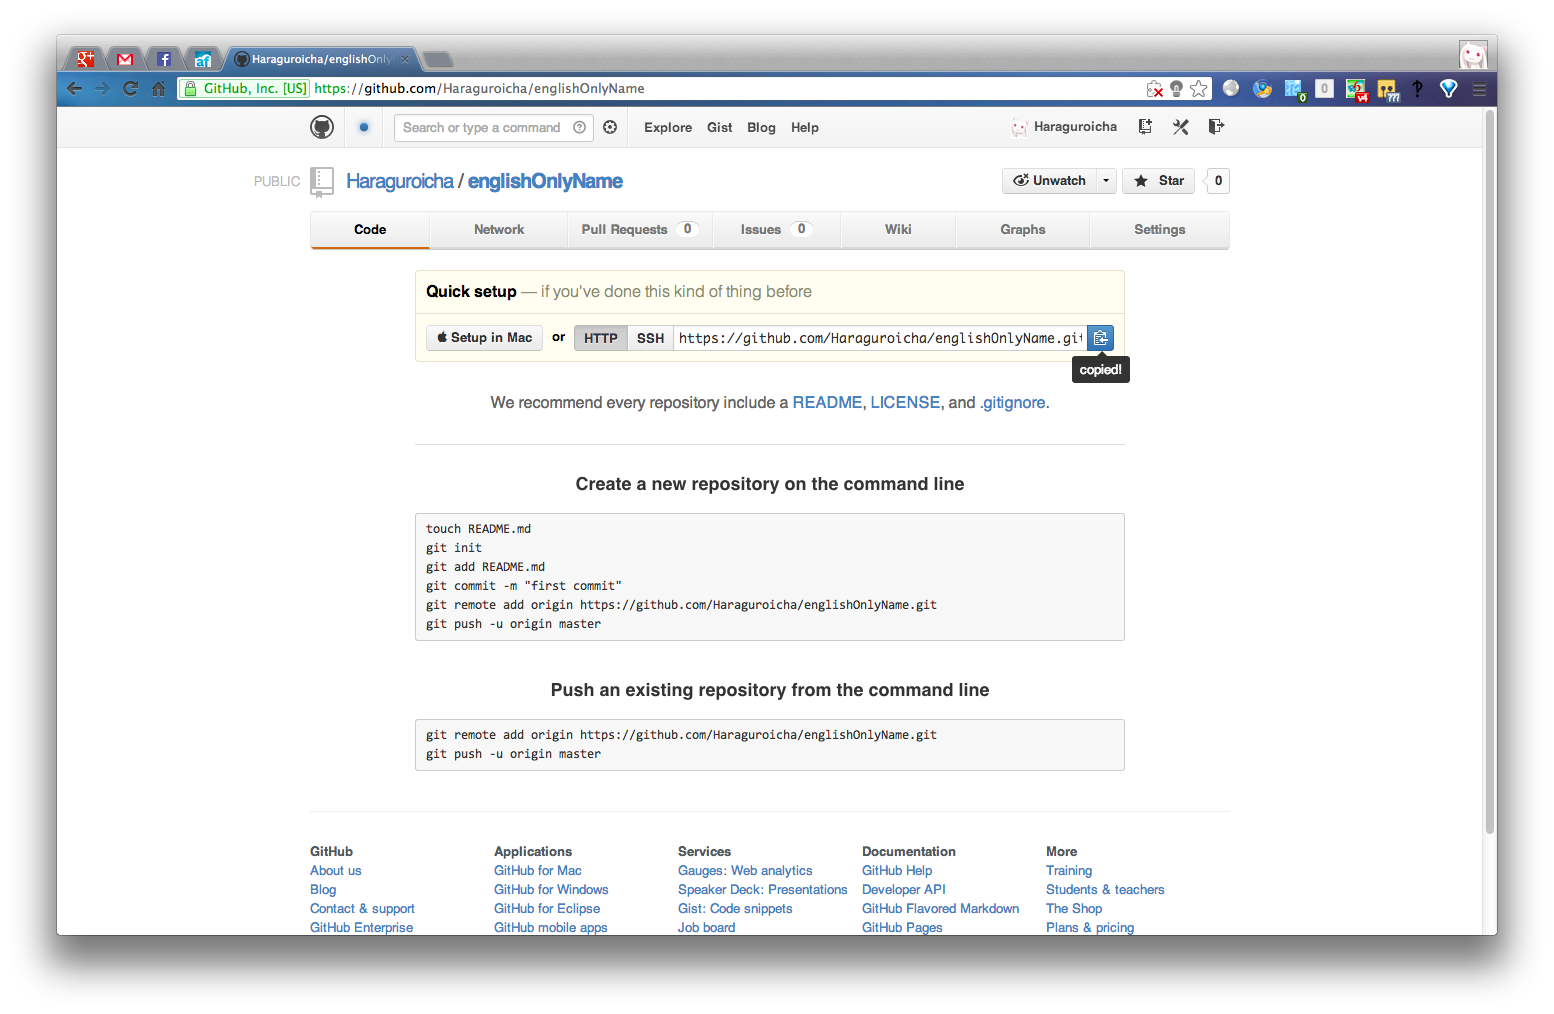 Haraguroicha/englishOnly
GitHub, Inc. [US] https://github.com/Haraguroicha/englishOnlyName
Search or type a command
Explore Gist Blog Help
Haraguroicha
PUBLIC Haraguroicha / englishOnlyName
Unwatch Star 0
Code Network Pull Requests 0 Issues 0 Wiki Graphs Settings
Quick setup — if you've done this kind of thing before
Setup in Mac or HTTP SSH https://github.com/Haraguroicha/englishOnlyName.git
copied!
We recommend every repository include a README, LICENSE, and .gitignore.
Create a new repository on the command line
touch README.md
git init
git add README.md
git commit -m "first commit"
git remote add origin https://github.com/Haraguroicha/englishOnlyName.git
git push -u origin master
Push an existing repository from the command line
git remote add origin https://github.com/Haraguroicha/englishOnlyName.git
git push -u origin master
GitHub Applications Services Documentation More
About us GitHub for Mac Gauges: Web analytics GitHub Help Training
Blog GitHub for Windows Speaker Deck: Presentations Developer API Students & teachers
Contact & support GitHub for Eclipse Gist: Code snippets GitHub Flavored Markdown The Shop
GitHub Enterprise GitHub mobile apps Job board GitHub Pages Plans & pricing